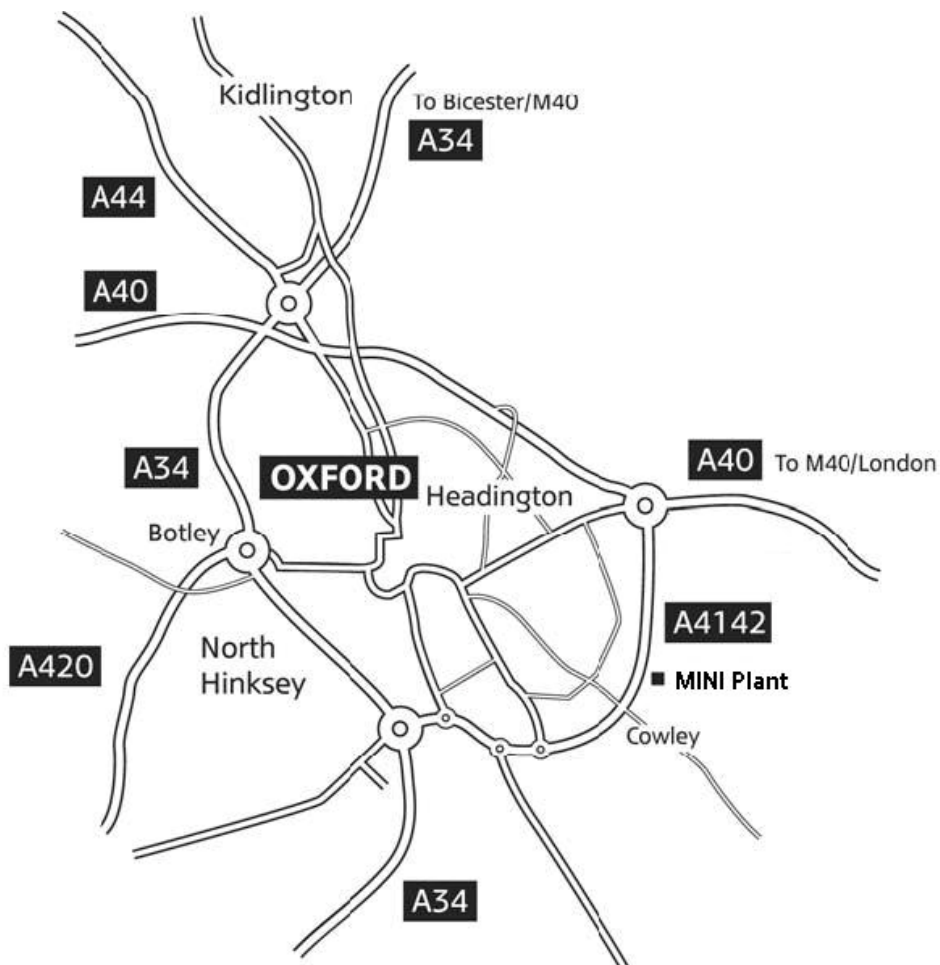 Kidlington
To Bicester/M40
A34
A44
A40
A34
OXFORD
Headington
A40 To M40/London
Botley
A4142
A420
North
Hinksey
MINI Plant
Cowley
A34